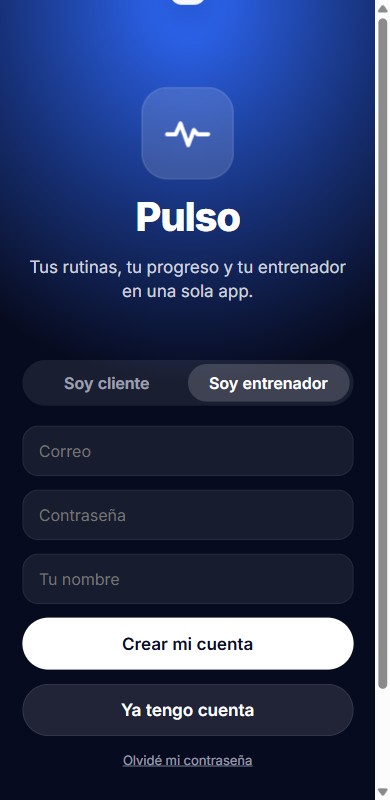 Pulso
Tus rutinas, tu progreso y tu entrenador
en una sola app.
Soy cliente
Soy entrenador
Correo
Contraseña
Tu nombre
Crear mi cuenta
Ya tengo cuenta
Olvidé mi contraseña